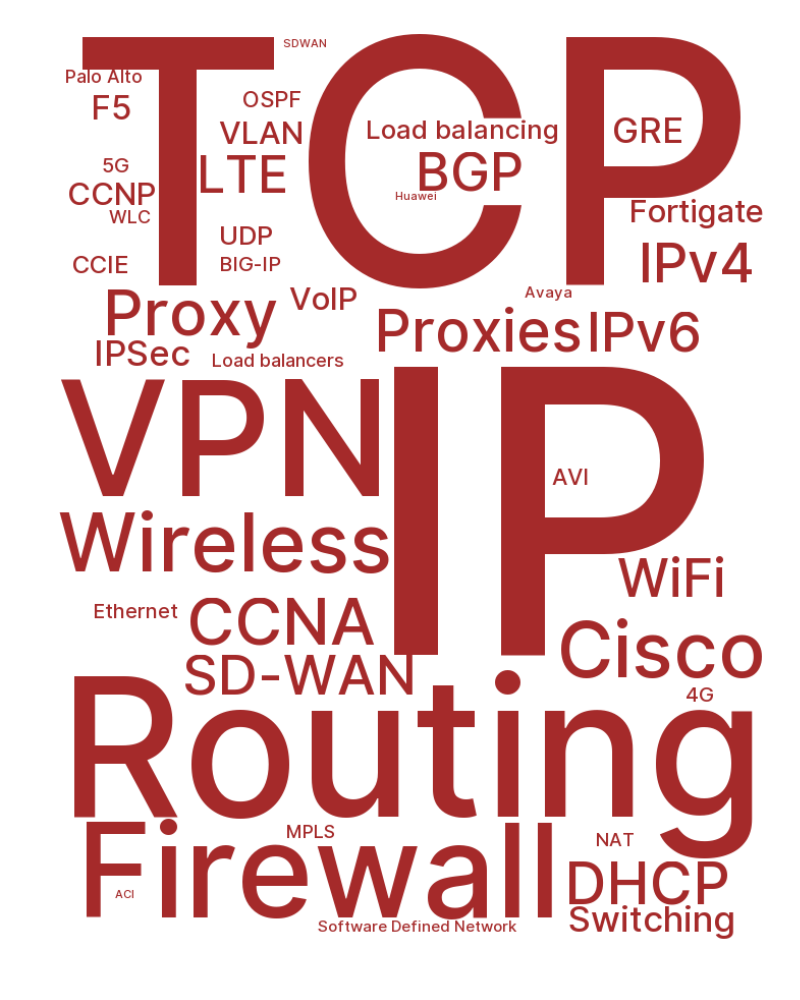 TCP
SDWAN
Palo Alto
F5
OSPF
VLAN
Load balancing
GRE
LTE
BGP
5G
CCNP
Huawei
WLC
Fortigate
UDP
IPv4
CCIE
BIG-IP
Proxy
VoIP
Avaya
Proxies
IPv6
IPSec
Load balancers
VPN
IP
AVI
Wireless
WiFi
Ethernet
CCNA
Cisco
SD-WAN
4G
Routing
Firewall
MPLS
NAT
DHCP
ACI
Switching
Software Defined Network